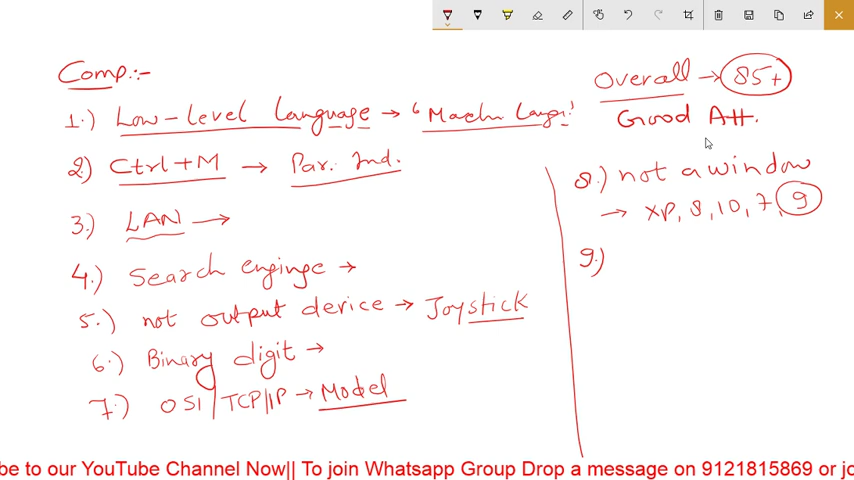 Comp:-
1.) Low-level language → "Machn Langu"
2.) Ctrl+M → Par. Ind.
3.) LAN →
4.) Search enginge →
5.) not output device → Joystick
6.) Binary digit →
7.) OSI / TCP/IP → Model
Overall → 85+
Good Att.
8.) not a window
→ XP, 8, 10, 7, 9
9.)
be to our YouTube Channel Now|| To join Whatsapp Group Drop a message on 9121815869 or jo